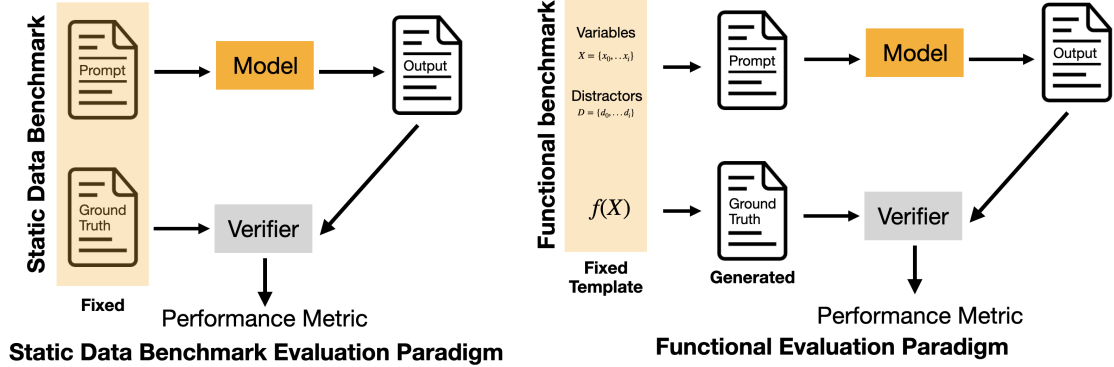 Static Data Benchmark
Prompt
Model
Output
Ground
Truth
Verifier
Fixed
Performance Metric
Static Data Benchmark Evaluation Paradigm
Functional benchmark
Variables
X = {x₀, . . xᵢ}
Distractors
D = {d₀, . . . dᵢ}
f(X)
Fixed
Template
Prompt
Model
Output
Ground
Truth
Generated
Verifier
Performance Metric
Functional Evaluation Paradigm